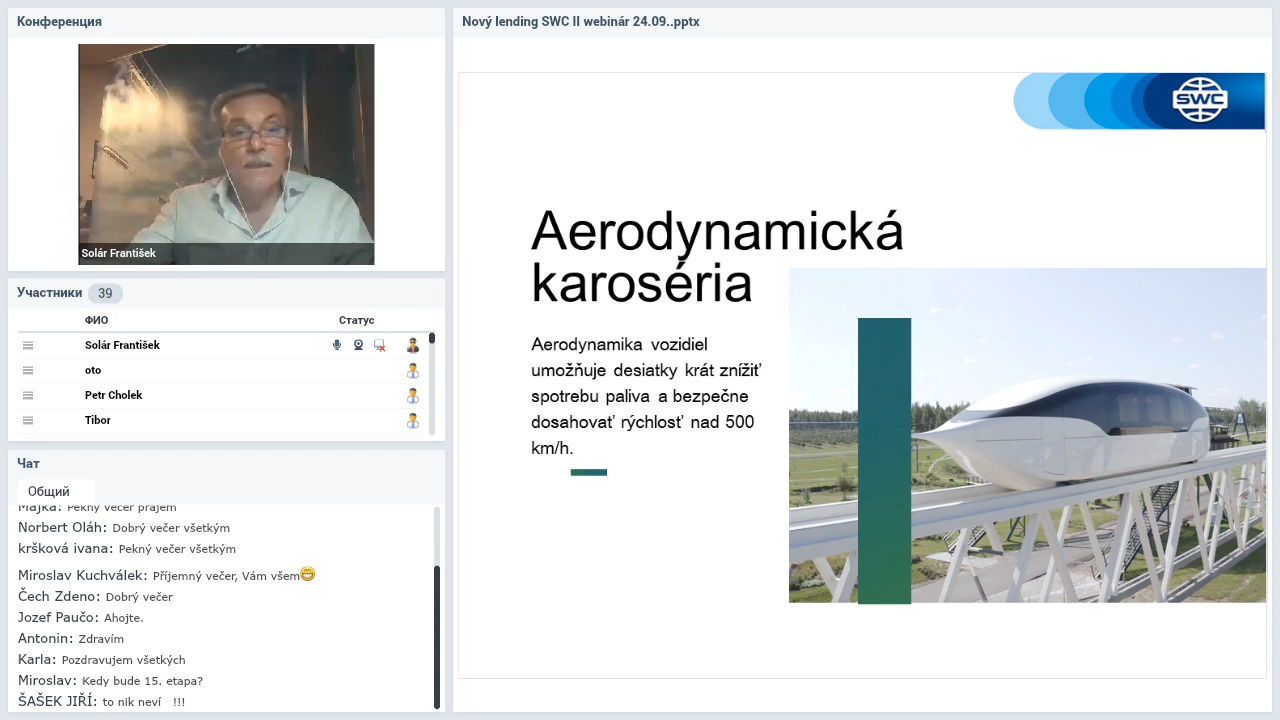 Конференция
Solár František
Участники 39
ФИО Статус
Solár František
oto
Petr Cholek
Tibor
Чат
Общий
Majka: Pekný večer prajem
Norbert Oláh: Dobrý večer všetkým
kršková ivana: Pekný večer všetkým
Miroslav Kuchválek: Příjemný večer, Vám všem
Čech Zdeno: Dobrý večer
Jozef Paučo: Ahojte.
Antonin: Zdravím
Karla: Pozdravujem všetkých
Miroslav: Kedy bude 15. etapa?
ŠAŠEK JIŘÍ: to nik neví !!!
Nový lending SWC II webinár 24.09..pptx
SWC
Aerodynamická
karoséria
Aerodynamika vozidiel
umožňuje desiatky krát znížiť
spotrebu paliva a bezpečne
dosahovať rýchlosť nad 500
km/h.